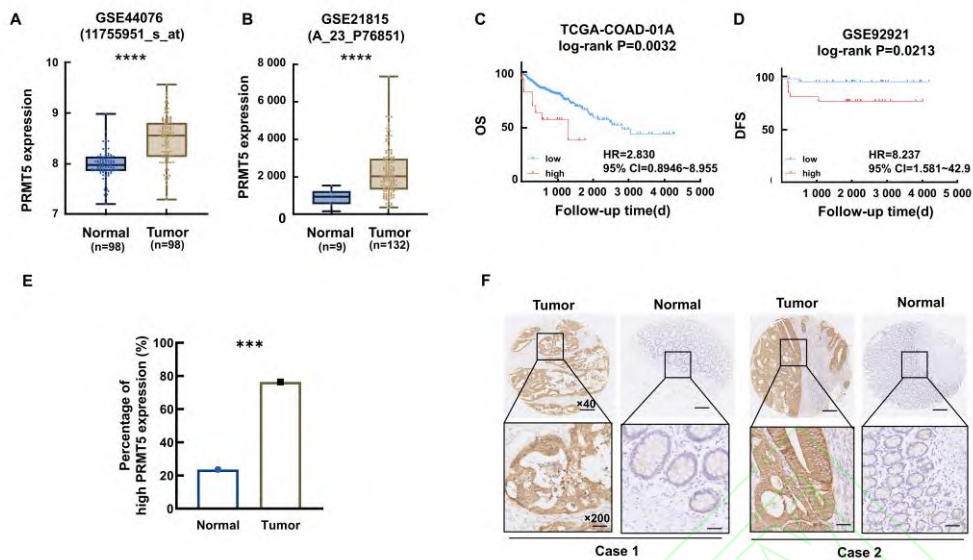 A
GSE44076
(11755951_s_at)
****
PRMT5 expression
10
9
8
7
Normal
(n=98)
Tumor
(n=98)
B
GSE21815
(A_23_P76851)
****
PRMT5 expression
8 000
6 000
4 000
2 000
0
Normal
(n=9)
Tumor
(n=132)
C
TCGA-COAD-01A
log-rank P=0.0032
OS
100
50
0
low
high
HR=2.830
95% CI=0.8946~8.955
1 000 2 000 3 000 4 000 5 000
Follow-up time(d)
D
GSE92921
log-rank P=0.0213
DFS
100
50
0
low
high
HR=8.237
95% CI=1.581~42.9
1 000 2 000 3 000 4 000 5 000
Follow-up time(d)
E
***
Percentage of
high PRMT5 expression (%)
100
80
60
40
20
0
Normal Tumor
F
Tumor Normal Tumor Normal
×40
×200
Case 1 Case 2